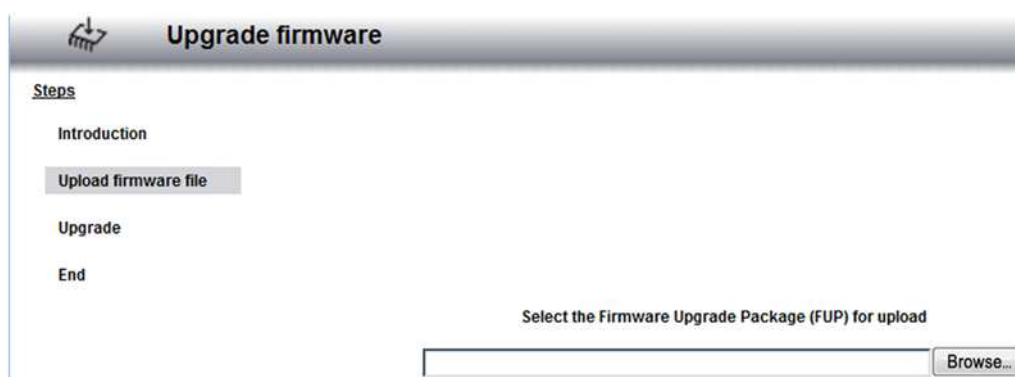 Upgrade firmware
Steps
Introduction
Upload firmware file
Upgrade
End
Select the Firmware Upgrade Package (FUP) for upload
Browse...